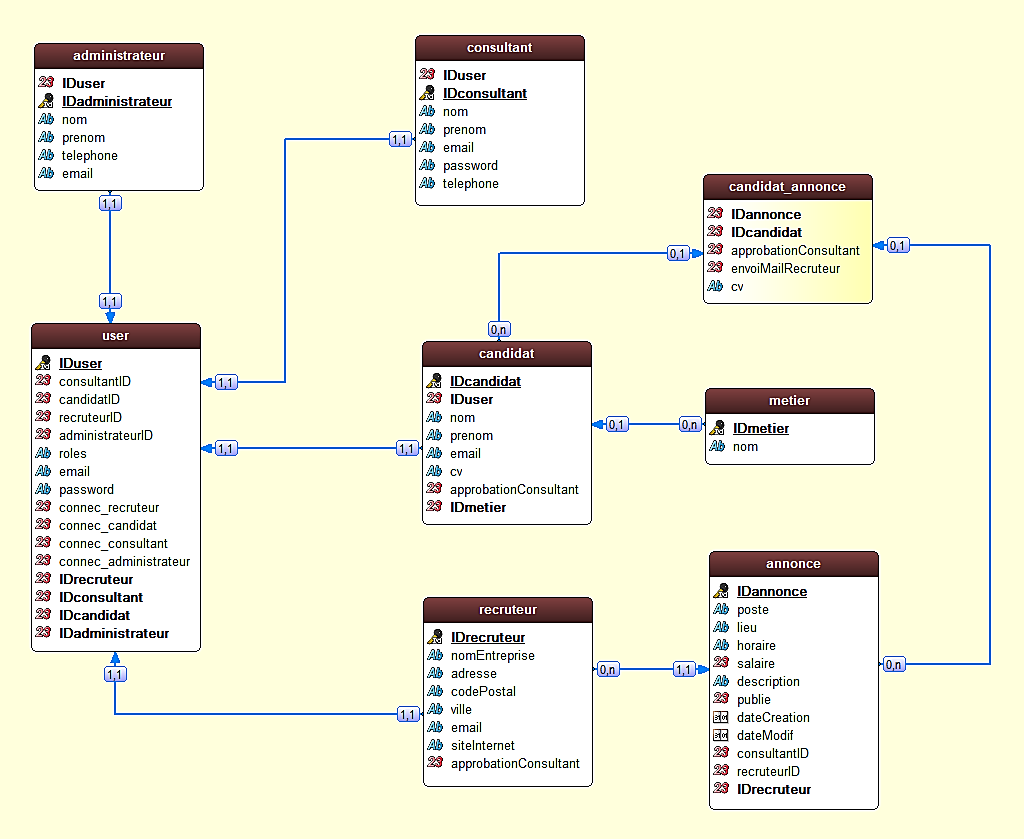 administrateur
IDuser
IDadministrateur
nom
prenom
telephone
email
1,1
1,1
consultant
IDuser
IDconsultant
nom
prenom
email
password
telephone
1,1
1,1
candidat_annonce
IDannonce
IDcandidat
approbationConsultant
envoiMailRecruteur
cv
0,1
0,1
user
IDuser
consultantID
candidatID
recruteurID
administrateurID
roles
email
password
connec_recruteur
connec_candidat
connec_consultant
connec_administrateur
IDrecruteur
IDconsultant
IDcandidat
IDadministrateur
1,1
1,1
1,1
0,n
candidat
IDcandidat
IDuser
nom
prenom
email
cv
approbationConsultant
IDmetier
0,1
0,n
metier
IDmetier
nom
recruteur
IDrecruteur
nomEntreprise
adresse
codePostal
ville
email
siteInternet
approbationConsultant
1,1
0,n
1,1
annonce
IDannonce
poste
lieu
horaire
salaire
description
publie
dateCreation
dateModif
consultantID
recruteurID
IDrecruteur
0,n